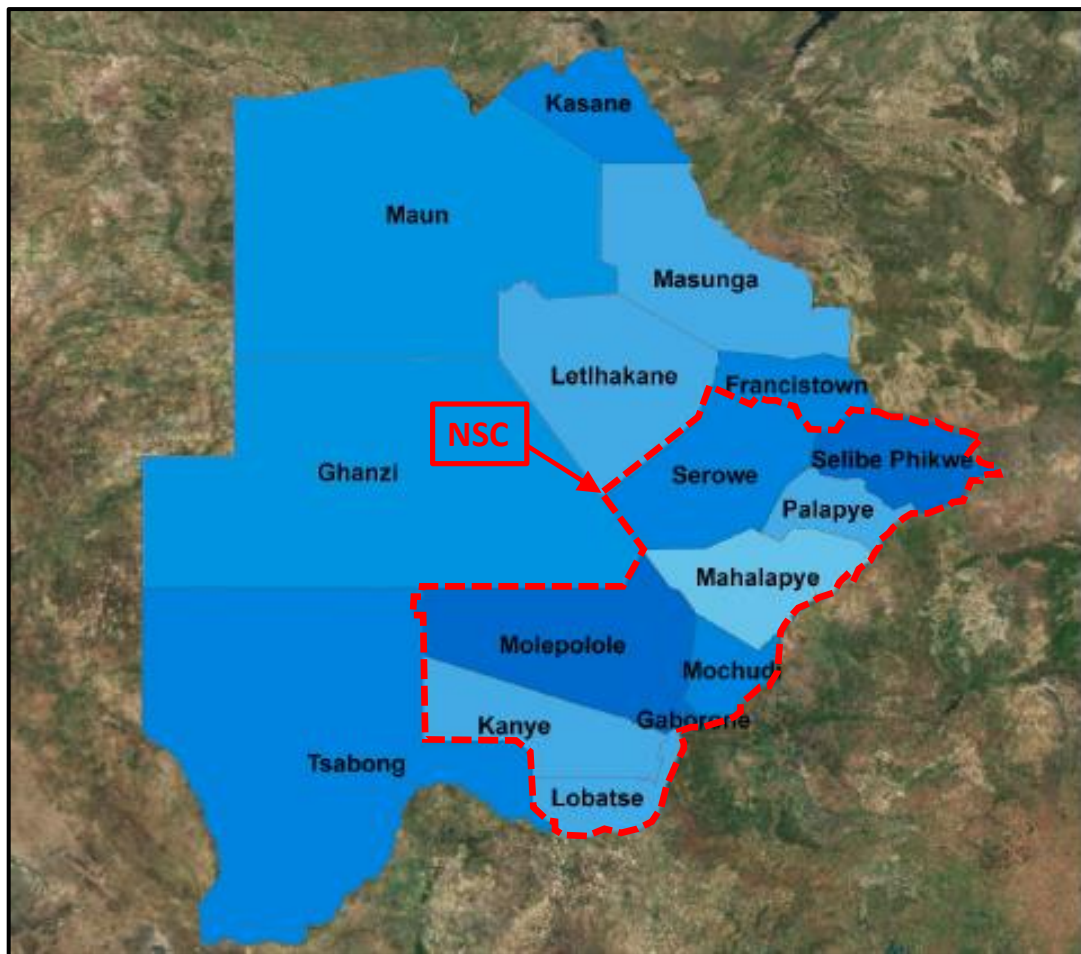 Kasane
Maun
Masunga
Letlhakane
Francistown
NSC
Selibe Phikwe
Ghanzi
Serowe
Palapye
Mahalapye
Molepolole
Mochudi
Gaborone
Kanye
Tsabong
Lobatse